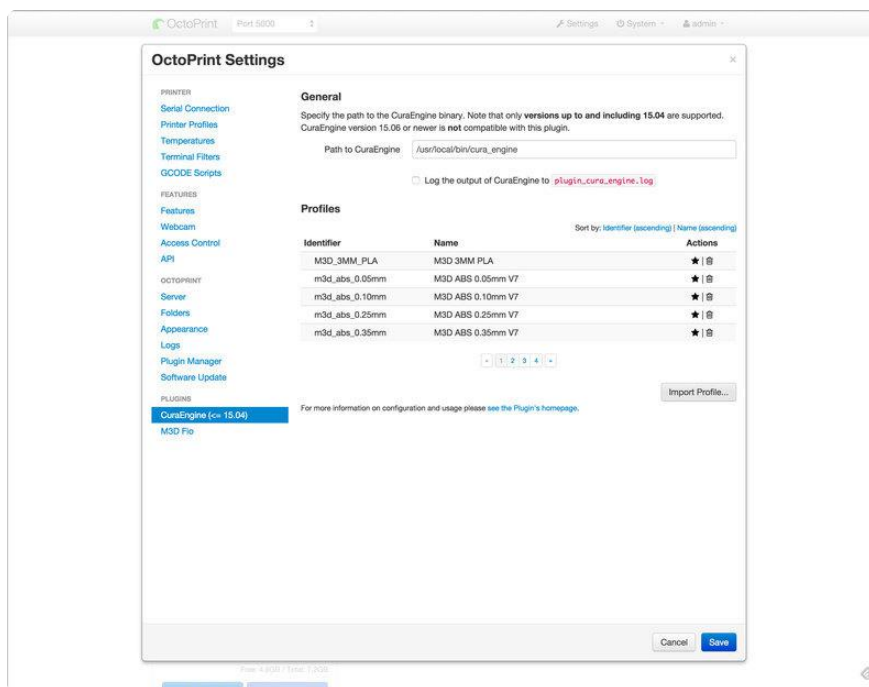 OctoPrint Port 5000 Settings System admin
OctoPrint Settings ×
PRINTER
Serial Connection
Printer Profiles
Temperatures
Terminal Filters
GCODE Scripts
FEATURES
Features
Webcam
Access Control
API
OCTOPRINT
Server
Folders
Appearance
Logs
Plugin Manager
Software Update
PLUGINS
CuraEngine (<= 15.04)
M3D Fio
General
Specify the path to the CuraEngine binary. Note that only versions up to and including 15.04 are supported.
CuraEngine version 15.06 or newer is not compatible with this plugin.
Path to CuraEngine /usr/local/bin/cura_engine
Log the output of CuraEngine to plugin_cura_engine.log
Profiles
Sort by: Identifier (ascending) | Name (ascending)
Identifier Name Actions
M3D_3MM_PLA M3D 3MM PLA |
m3d_abs_0.05mm M3D ABS 0.05mm V7 |
m3d_abs_0.10mm M3D ABS 0.10mm V7 |
m3d_abs_0.25mm M3D ABS 0.25mm V7 |
m3d_abs_0.35mm M3D ABS 0.35mm V7 |
1 2 3 4
Import Profile...
For more information on configuration and usage please see the Plugin's homepage.
Cancel Save
Free: / Total: